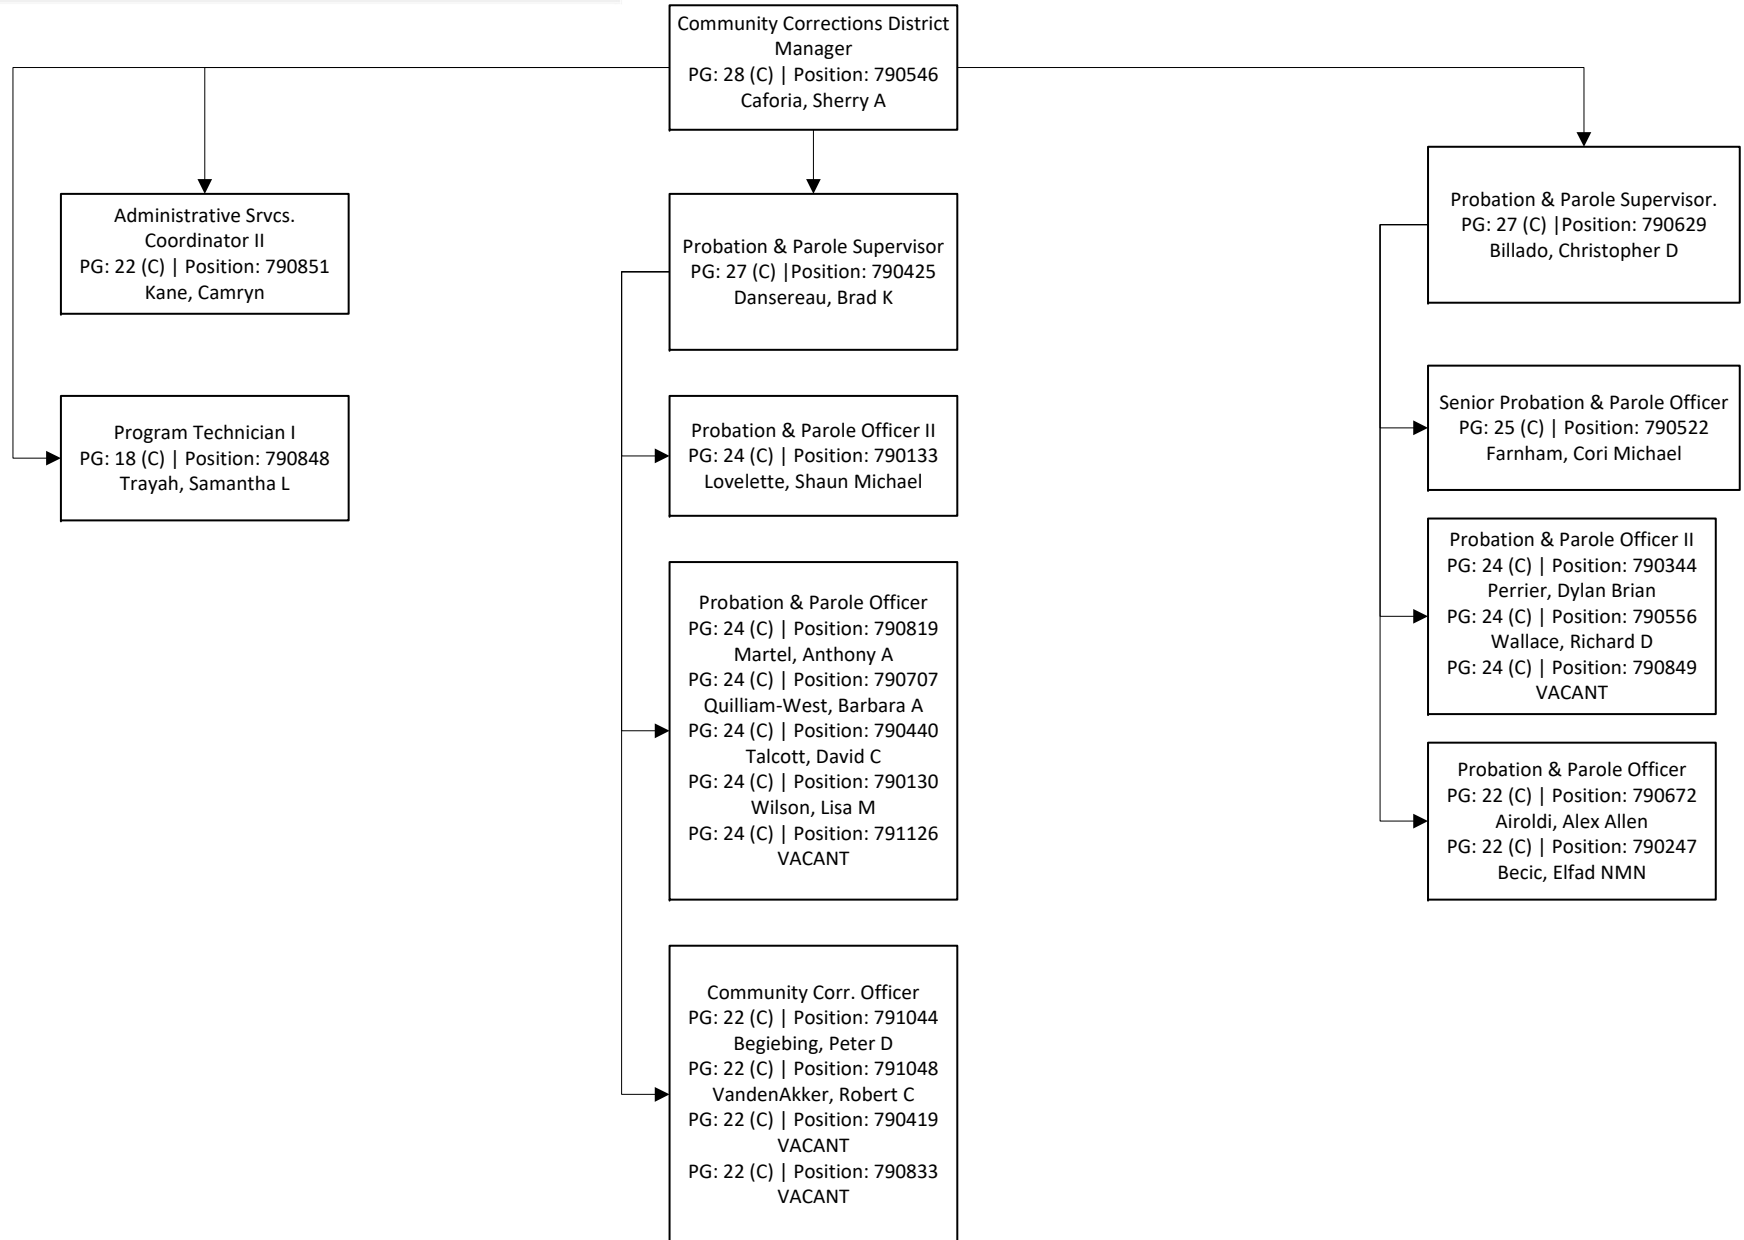 Community Corrections District
Manager
PG: 28 (C) | Position: 790546
Caforia, Sherry A
Administrative Srvcs.
Coordinator II
PG: 22 (C) | Position: 790851
Kane, Camryn
Program Technician I
PG: 18 (C) | Position: 790848
Trayah, Samantha L
Probation & Parole Supervisor
PG: 27 (C) |Position: 790425
Dansereau, Brad K
Probation & Parole Officer II
PG: 24 (C) | Position: 790133
Lovelette, Shaun Michael
Probation & Parole Officer
PG: 24 (C) | Position: 790819
Martel, Anthony A
PG: 24 (C) | Position: 790707
Quilliam-West, Barbara A
PG: 24 (C) | Position: 790440
Talcott, David C
PG: 24 (C) | Position: 790130
Wilson, Lisa M
PG: 24 (C) | Position: 791126
VACANT
Community Corr. Officer
PG: 22 (C) | Position: 791044
Begiebing, Peter D
PG: 22 (C) | Position: 791048
VandenAkker, Robert C
PG: 22 (C) | Position: 790419
VACANT
PG: 22 (C) | Position: 790833
VACANT
Probation & Parole Supervisor.
PG: 27 (C) |Position: 790629
Billado, Christopher D
Senior Probation & Parole Officer
PG: 25 (C) | Position: 790522
Farnham, Cori Michael
Probation & Parole Officer II
PG: 24 (C) | Position: 790344
Perrier, Dylan Brian
PG: 24 (C) | Position: 790556
Wallace, Richard D
PG: 24 (C) | Position: 790849
VACANT
Probation & Parole Officer
PG: 22 (C) | Position: 790672
Airoldi, Alex Allen
PG: 22 (C) | Position: 790247
Becic, Elfad NMN